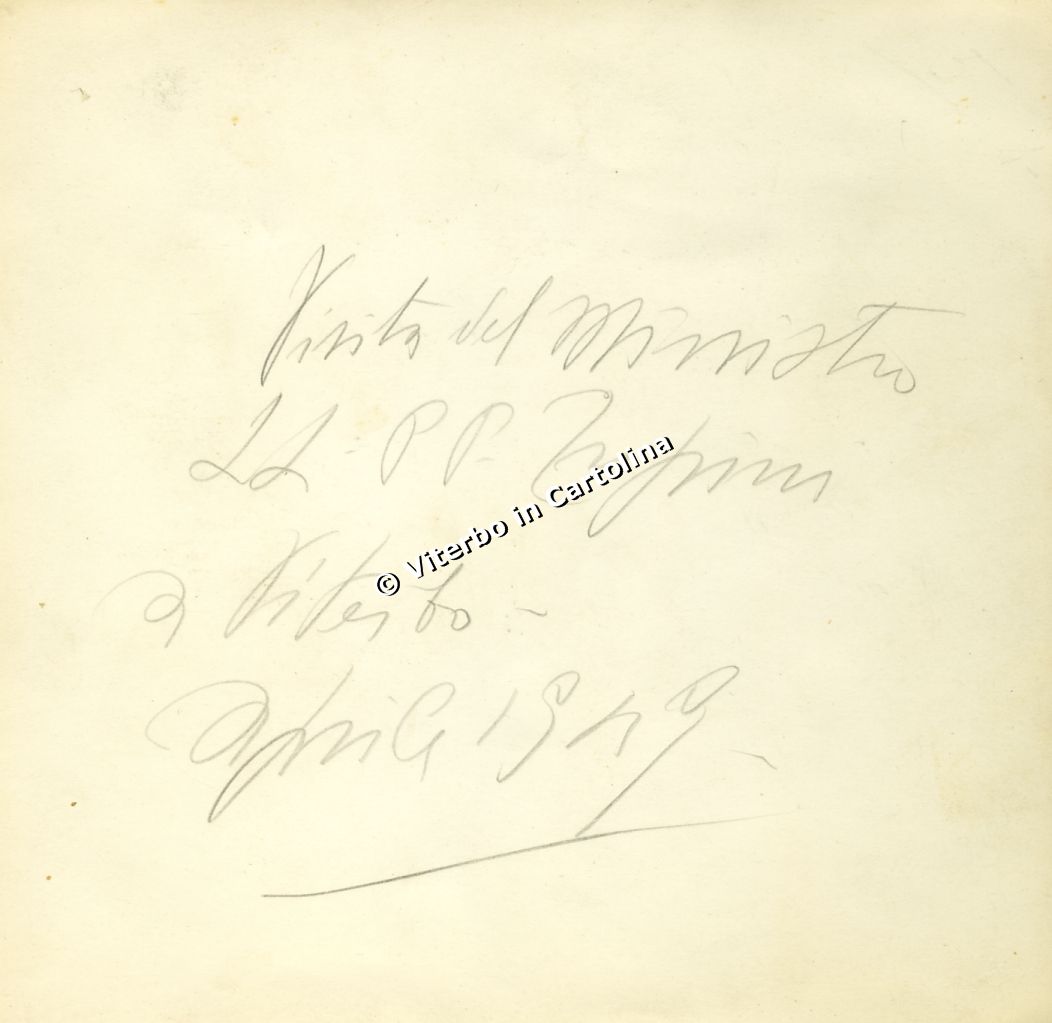 Visita del Ministro
LL. P P. Tupini
a Viterbo -
Aprile 1949
© Viterbo in Cartolina